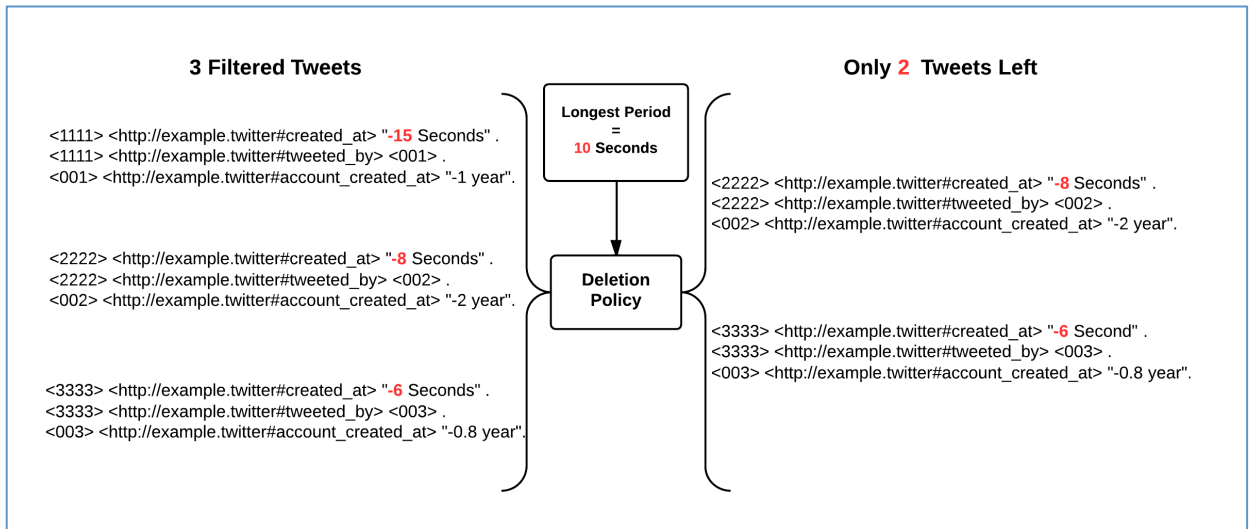 3 Filtered Tweets
<1111> <http://example.twitter#created_at> "-15 Seconds" .
<1111> <http://example.twitter#tweeted_by> <001> .
<001> <http://example.twitter#account_created_at> "-1 year".
<2222> <http://example.twitter#created_at> "-8 Seconds" .
<2222> <http://example.twitter#tweeted_by> <002> .
<002> <http://example.twitter#account_created_at> "-2 year".
<3333> <http://example.twitter#created_at> "-6 Seconds" .
<3333> <http://example.twitter#tweeted_by> <003> .
<003> <http://example.twitter#account_created_at> "-0.8 year".
Longest Period
=
10 Seconds
Deletion
Policy
Only 2 Tweets Left
<2222> <http://example.twitter#created_at> "-8 Seconds" .
<2222> <http://example.twitter#tweeted_by> <002> .
<002> <http://example.twitter#account_created_at> "-2 year".
<3333> <http://example.twitter#created_at> "-6 Second" .
<3333> <http://example.twitter#tweeted_by> <003> .
<003> <http://example.twitter#account_created_at> "-0.8 year".